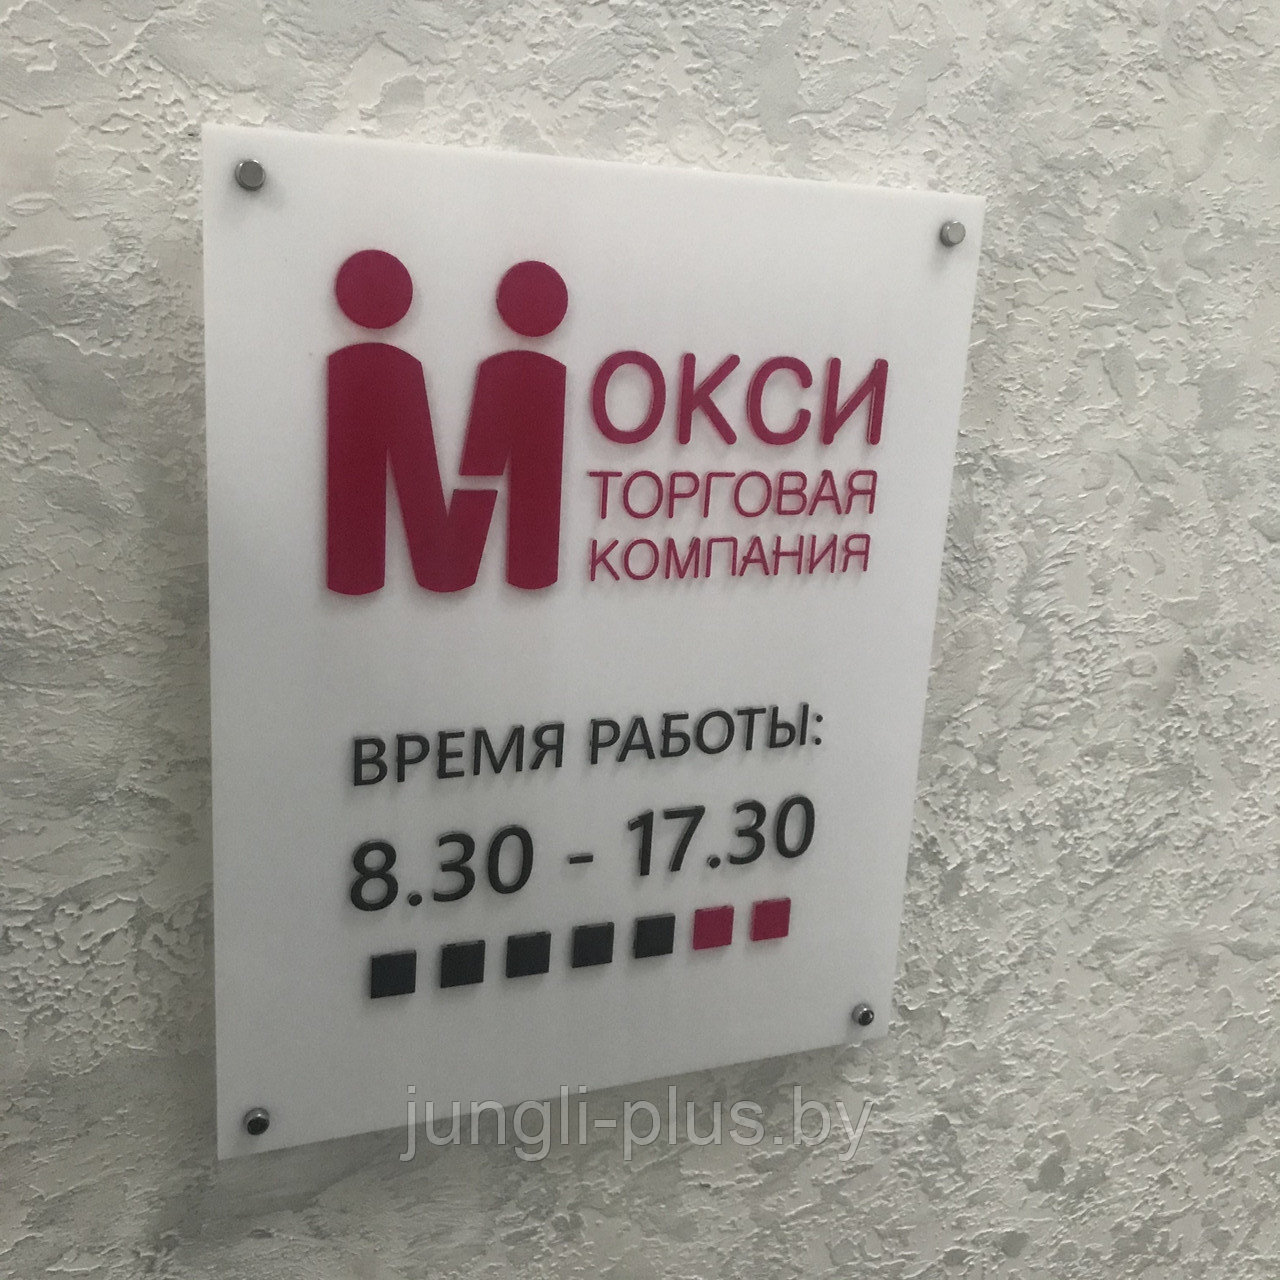 МОКСИ
ТОРГОВАЯ
КОМПАНИЯ
ВРЕМЯ РАБОТЫ:
8.30 - 17.30
jungli-plus.by